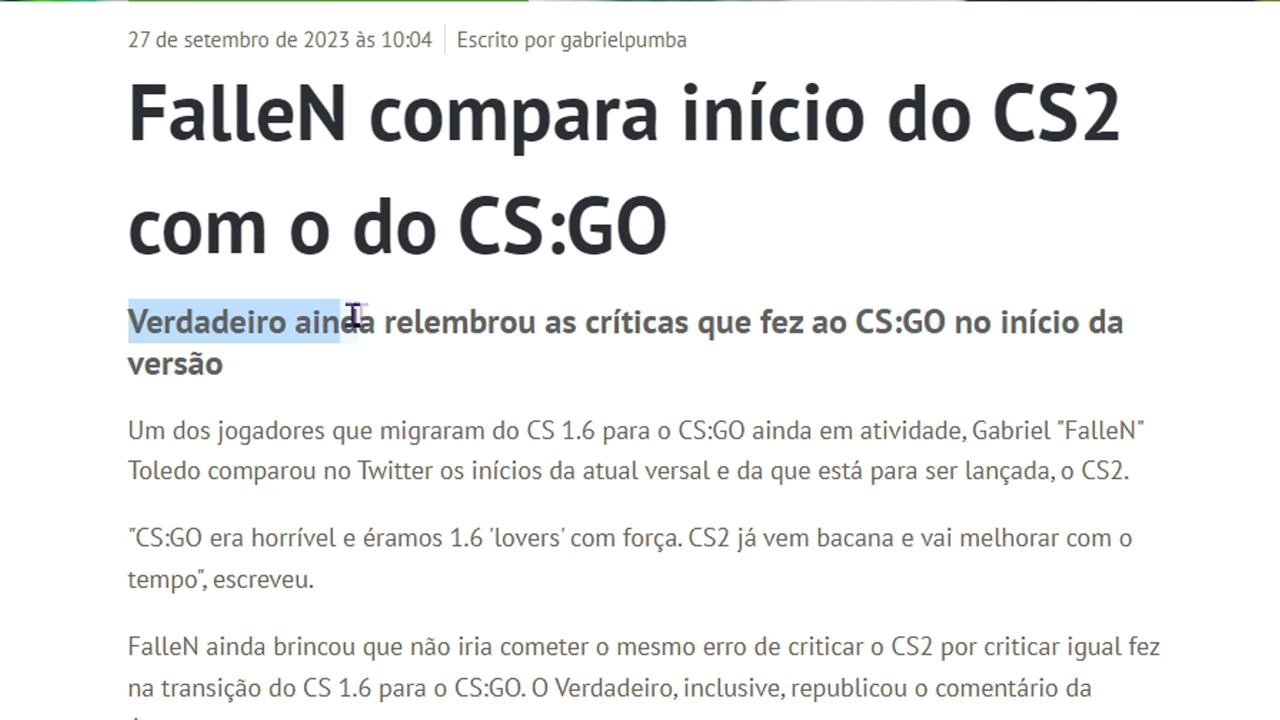 27 de setembro de 2023 às 10:04 Escrito por gabrielpumba
FalleN compara início do CS2
com o do CS:GO
Verdadeiro ainda relembrou as críticas que fez ao CS:GO no início da
versão
Um dos jogadores que migraram do CS 1.6 para o CS:GO ainda em atividade, Gabriel "FalleN"
Toledo comparou no Twitter os inícios da atual versal e da que está para ser lançada, o CS2.
"CS:GO era horrível e éramos 1.6 'lovers' com força. CS2 já vem bacana e vai melhorar com o
tempo", escreveu.
FalleN ainda brincou que não iria cometer o mesmo erro de criticar o CS2 por criticar igual fez
na transição do CS 1.6 para o CS:GO. O Verdadeiro, inclusive, republicou o comentário da